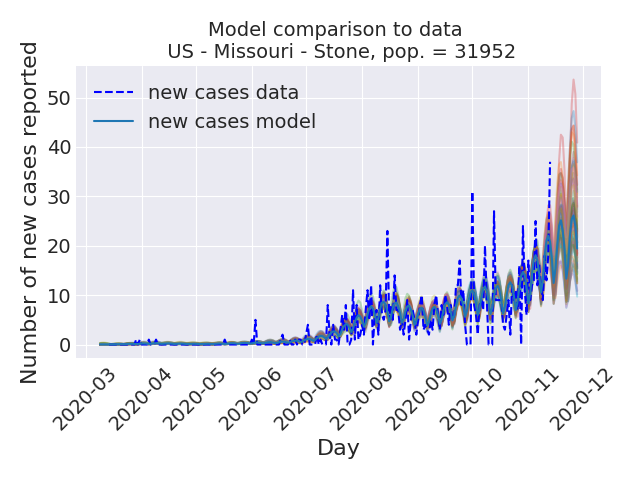 Model comparison to data
US - Missouri - Stone, pop. = 31952
new cases data
new cases model
Number of new cases reported
50
40
30
20
10
0
2020-03
2020-04
2020-05
2020-06
2020-07
2020-08
2020-09
2020-10
2020-11
2020-12
Day